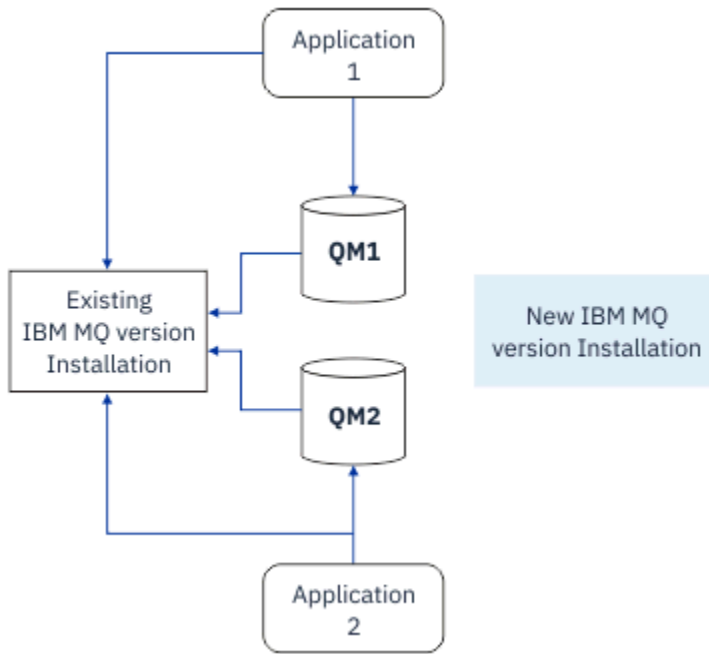 Application
1
QM1
Existing
IBM MQ version
Installation
New IBM MQ
version Installation
QM2
Application
2